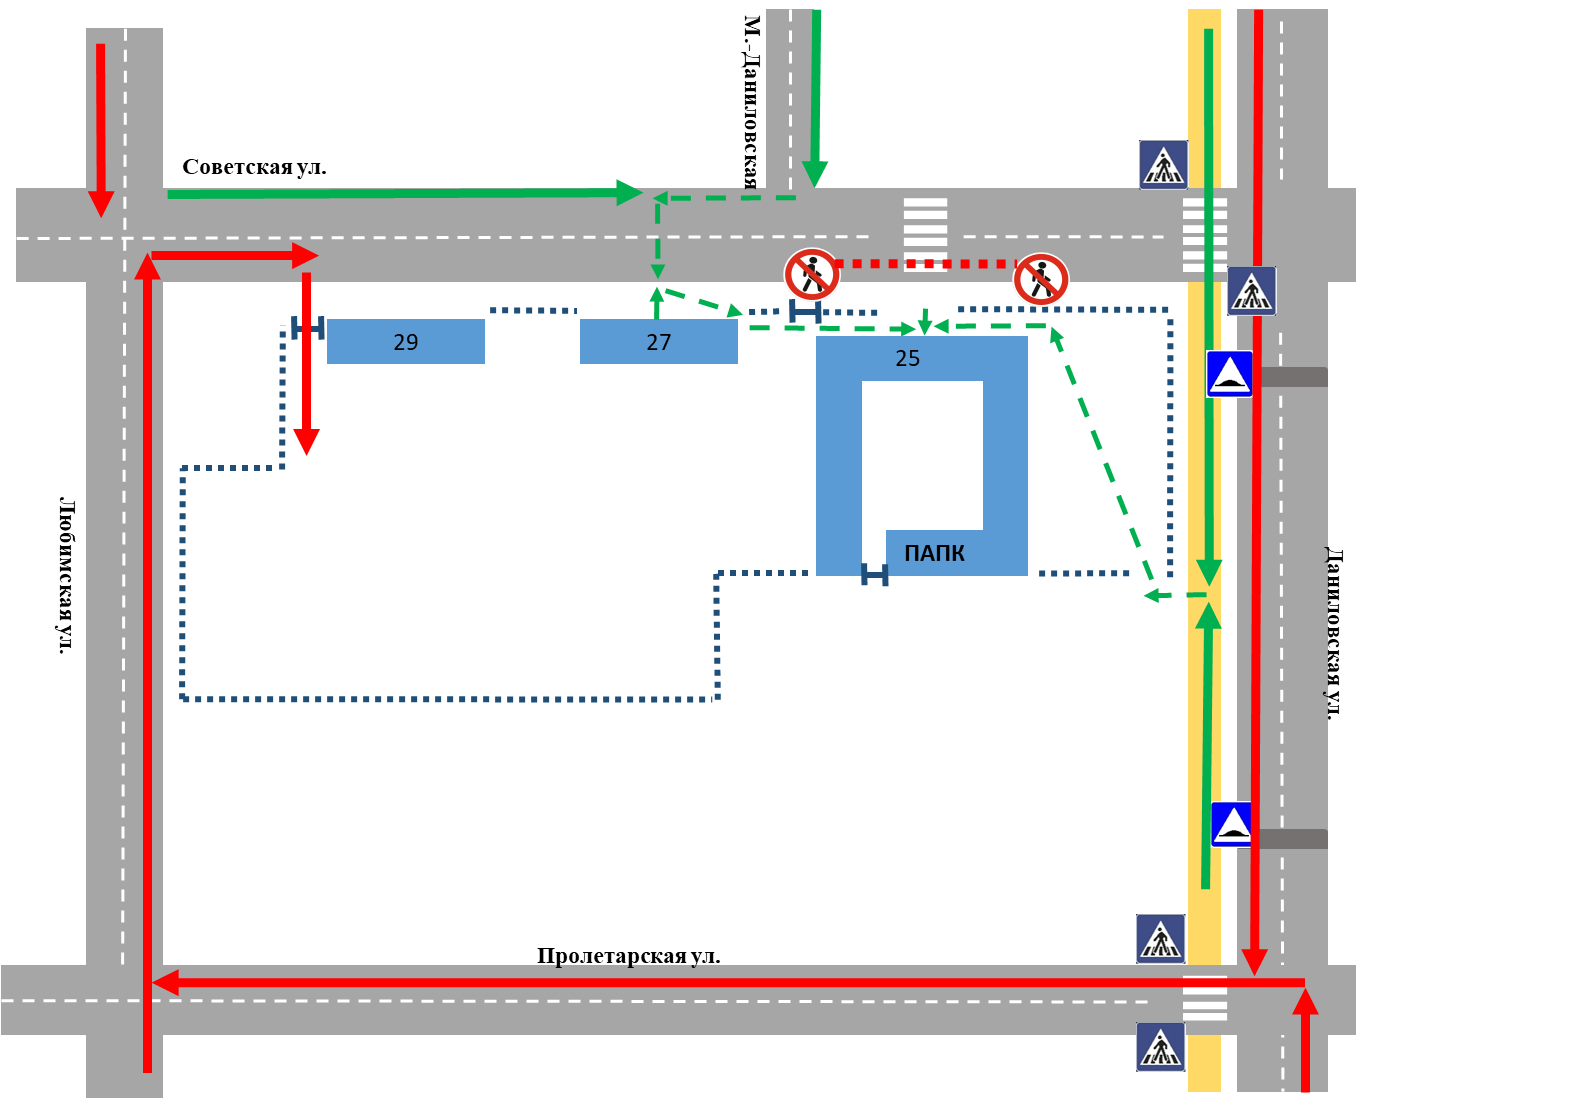 М.-Даниловская
Советская ул.
29
27
25
ПАПК
Любимская ул.
Даниловская ул.
Пролетарская ул.